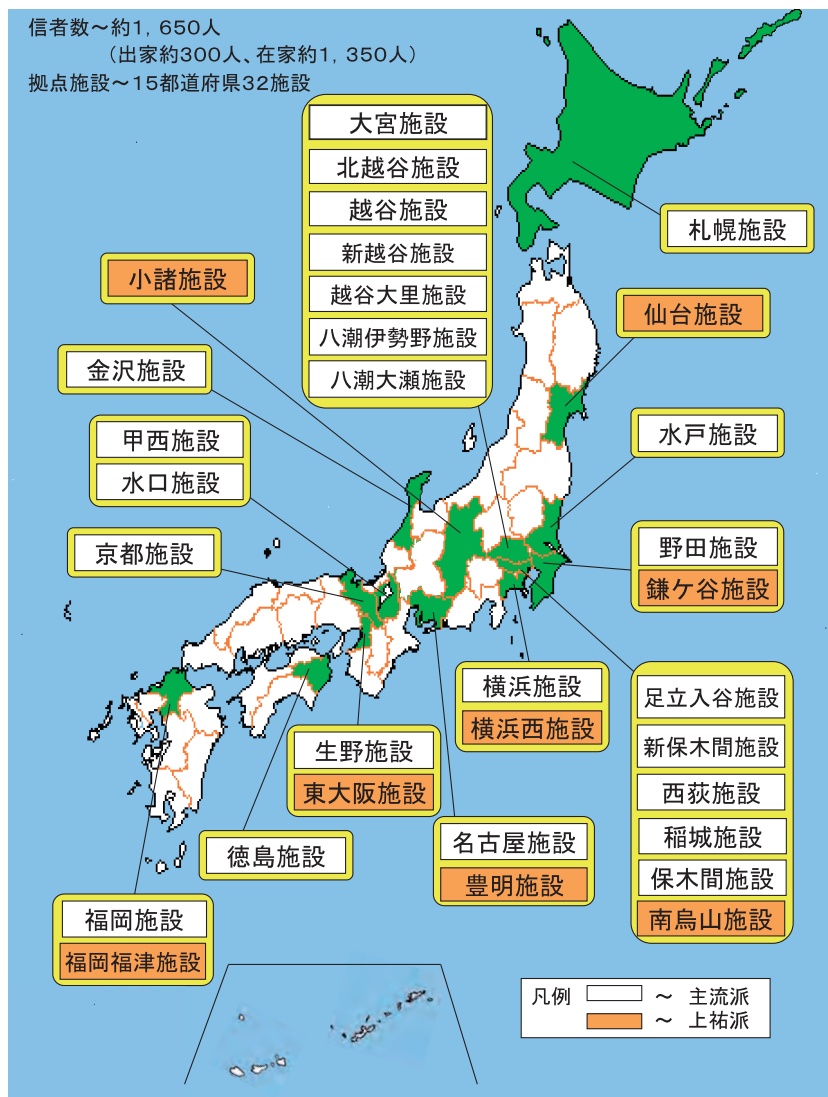 信者数～約1，650人
（出家約300人、在家約1，350人）
拠点施設～15都道府県32施設
大宮施設
北越谷施設
越谷施設
新越谷施設
越谷大里施設
八潮伊勢野施設
八潮大瀬施設
札幌施設
小諸施設
仙台施設
金沢施設
水戸施設
甲西施設
水口施設
京都施設
野田施設
鎌ケ谷施設
横浜施設
横浜西施設
足立入谷施設
新保木間施設
西荻施設
稲城施設
保木間施設
南烏山施設
生野施設
東大阪施設
名古屋施設
豊明施設
徳島施設
福岡施設
福岡福津施設
凡例 ～ 主流派
～ 上祐派